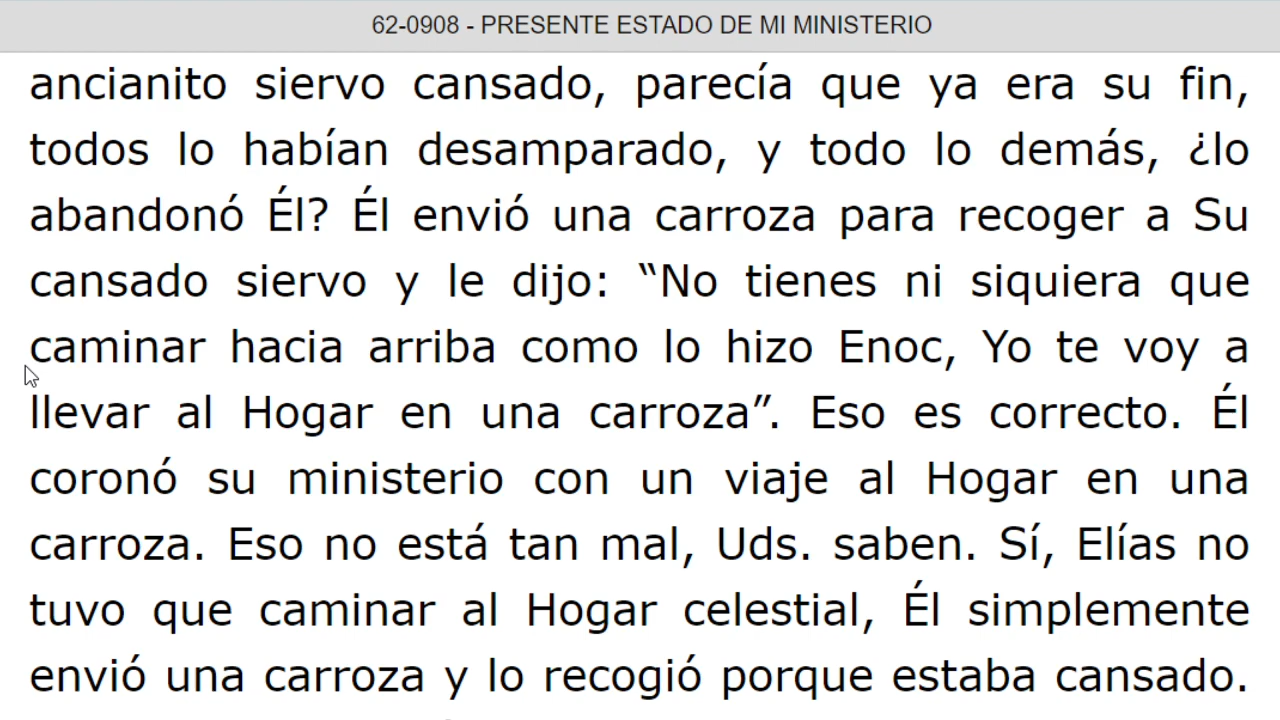 62-0908 - PRESENTE ESTADO DE MI MINISTERIO
ancianito siervo cansado, parecía que ya era su fin,
todos lo habían desamparado, y todo lo demás, ¿lo
abandonó Él? Él envió una carroza para recoger a Su
cansado siervo y le dijo: “No tienes ni siquiera que
caminar hacia arriba como lo hizo Enoc, Yo te voy a
llevar al Hogar en una carroza”. Eso es correcto. Él
coronó su ministerio con un viaje al Hogar en una
carroza. Eso no está tan mal, Uds. saben. Sí, Elías no
tuvo que caminar al Hogar celestial, Él simplemente
envió una carroza y lo recogió porque estaba cansado.